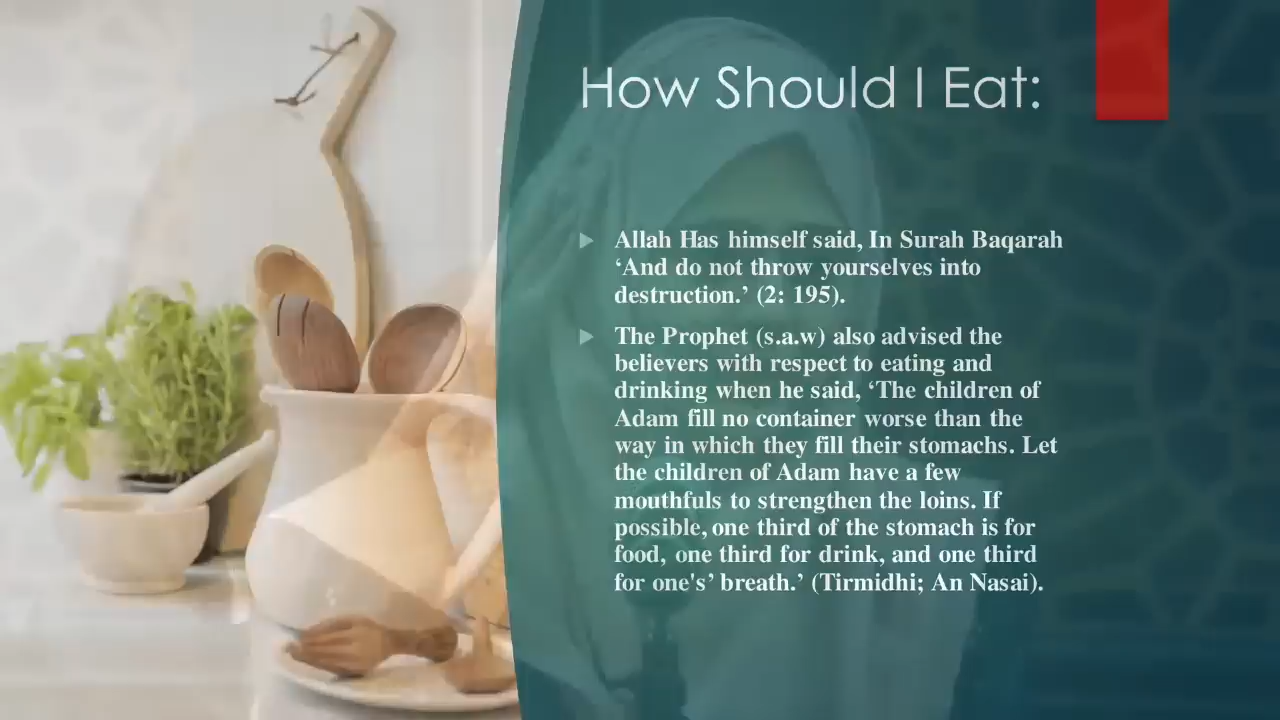 How Should I Eat:
Allah Has himself said, In Surah Baqarah
‘And do not throw yourselves into
destruction.’ (2: 195).
The Prophet (s.a.w) also advised the
believers with respect to eating and
drinking when he said, ‘The children of
Adam fill no container worse than the
way in which they fill their stomachs. Let
the children of Adam have a few
mouthfuls to strengthen the loins. If
possible, one third of the stomach is for
food, one third for drink, and one third
for one's’ breath.’ (Tirmidhi; An Nasai).